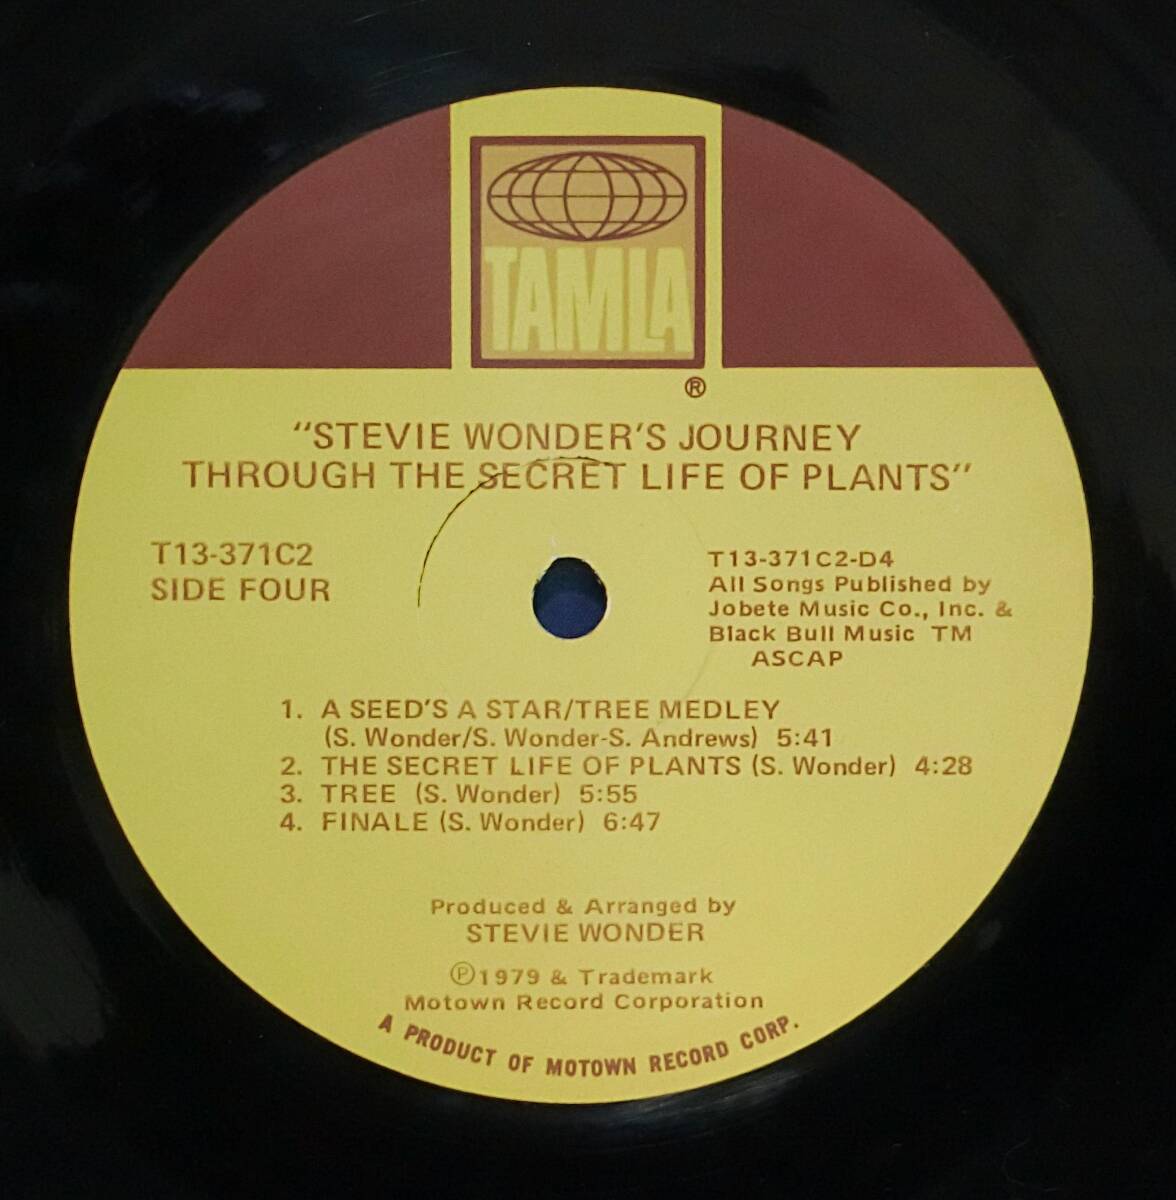 TAMLA
®
"STEVIE WONDER'S JOURNEY
THROUGH THE SECRET LIFE OF PLANTS"
T13-371C2
SIDE FOUR
T13-371C2-D4
All Songs Published by
Jobete Music Co., Inc. &
Black Bull Music TM
ASCAP
1. A SEED'S A STAR/TREE MEDLEY
(S. Wonder/S. Wonder-S. Andrews) 5:41
2. THE SECRET LIFE OF PLANTS (S. Wonder) 4:28
3. TREE (S. Wonder) 5:55
4. FINALE (S. Wonder) 6:47
Produced & Arranged by
STEVIE WONDER
℗1979 & Trademark
Motown Record Corporation
A PRODUCT OF MOTOWN RECORD CORP.